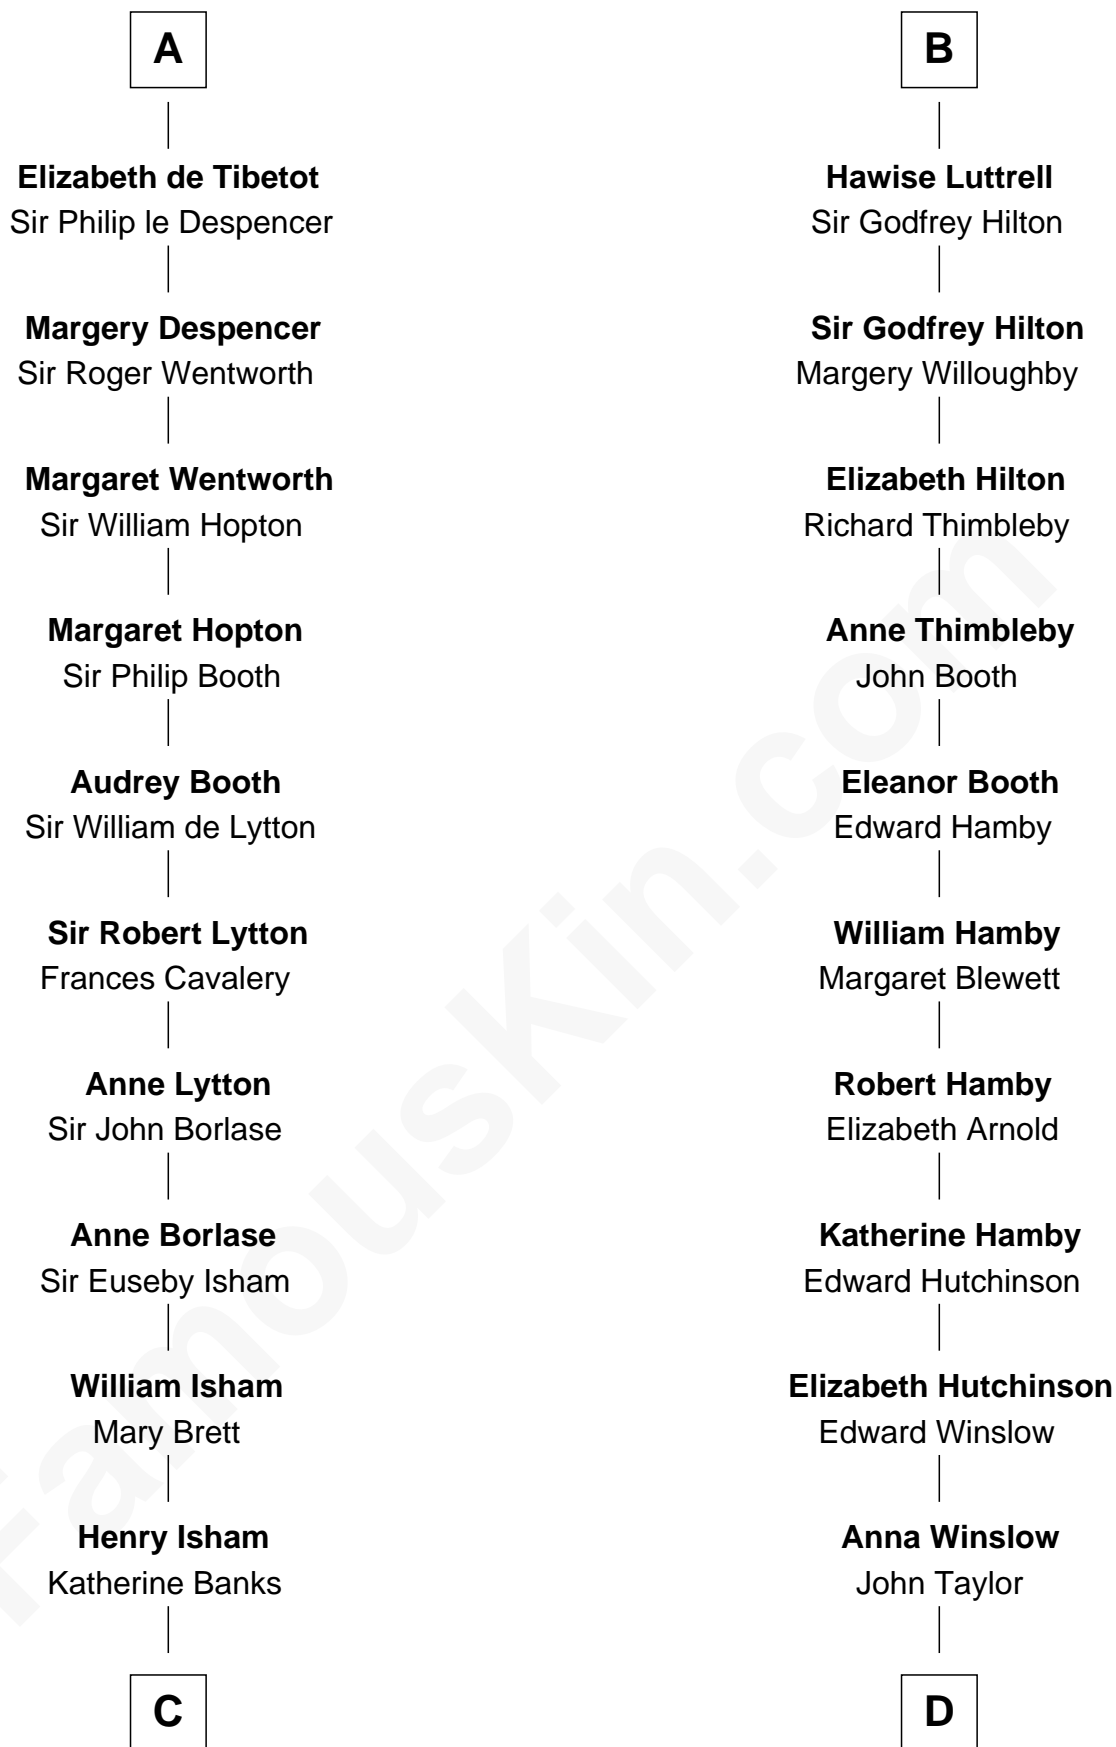 A
Elizabeth de Tibetot
Sir Philip le Despencer
Margery Despencer
Sir Roger Wentworth
Margaret Wentworth
Sir William Hopton
Margaret Hopton
Sir Philip Booth
Audrey Booth
Sir William de Lytton
Sir Robert Lytton
Frances Cavalery
Anne Lytton
Sir John Borlase
Anne Borlase
Sir Euseby Isham
William Isham
Mary Brett
Henry Isham
Katherine Banks
C
B
Hawise Luttrell
Sir Godfrey Hilton
Sir Godfrey Hilton
Margery Willoughby
Elizabeth Hilton
Richard Thimbleby
Anne Thimbleby
John Booth
Eleanor Booth
Edward Hamby
William Hamby
Margaret Blewett
Robert Hamby
Elizabeth Arnold
Katherine Hamby
Edward Hutchinson
Elizabeth Hutchinson
Edward Winslow
Anna Winslow
John Taylor
D
FamousKin.com